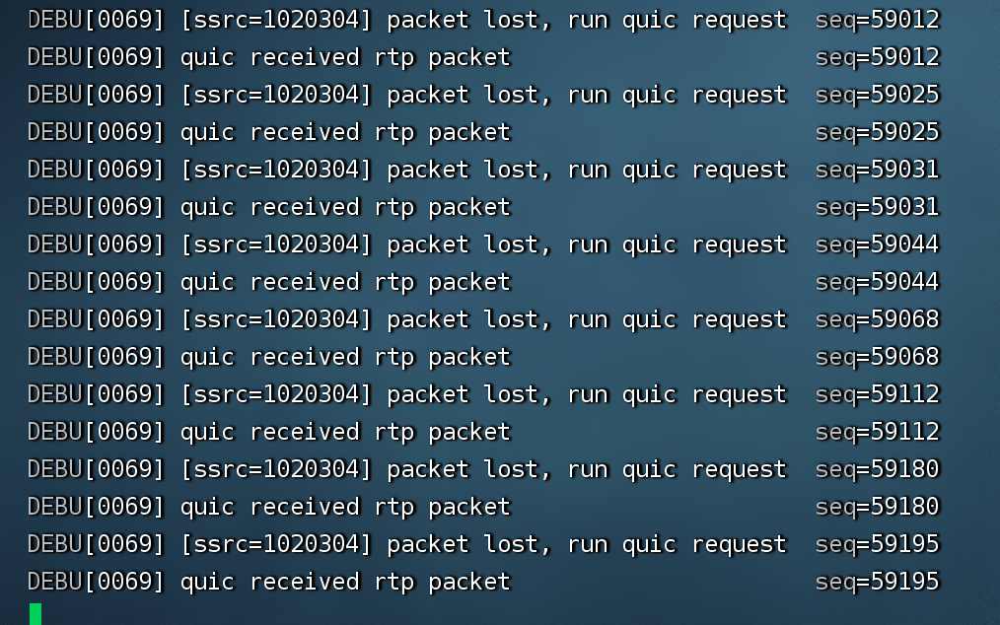 DEBU[0069] [ssrc=1020304] packet lost, run quic request  seq=59012
DEBU[0069] quic received rtp packet                      seq=59012
DEBU[0069] [ssrc=1020304] packet lost, run quic request  seq=59025
DEBU[0069] quic received rtp packet                      seq=59025
DEBU[0069] [ssrc=1020304] packet lost, run quic request  seq=59031
DEBU[0069] quic received rtp packet                      seq=59031
DEBU[0069] [ssrc=1020304] packet lost, run quic request  seq=59044
DEBU[0069] quic received rtp packet                      seq=59044
DEBU[0069] [ssrc=1020304] packet lost, run quic request  seq=59068
DEBU[0069] quic received rtp packet                      seq=59068
DEBU[0069] [ssrc=1020304] packet lost, run quic request  seq=59112
DEBU[0069] quic received rtp packet                      seq=59112
DEBU[0069] [ssrc=1020304] packet lost, run quic request  seq=59180
DEBU[0069] quic received rtp packet                      seq=59180
DEBU[0069] [ssrc=1020304] packet lost, run quic request  seq=59195
DEBU[0069] quic received rtp packet                      seq=59195